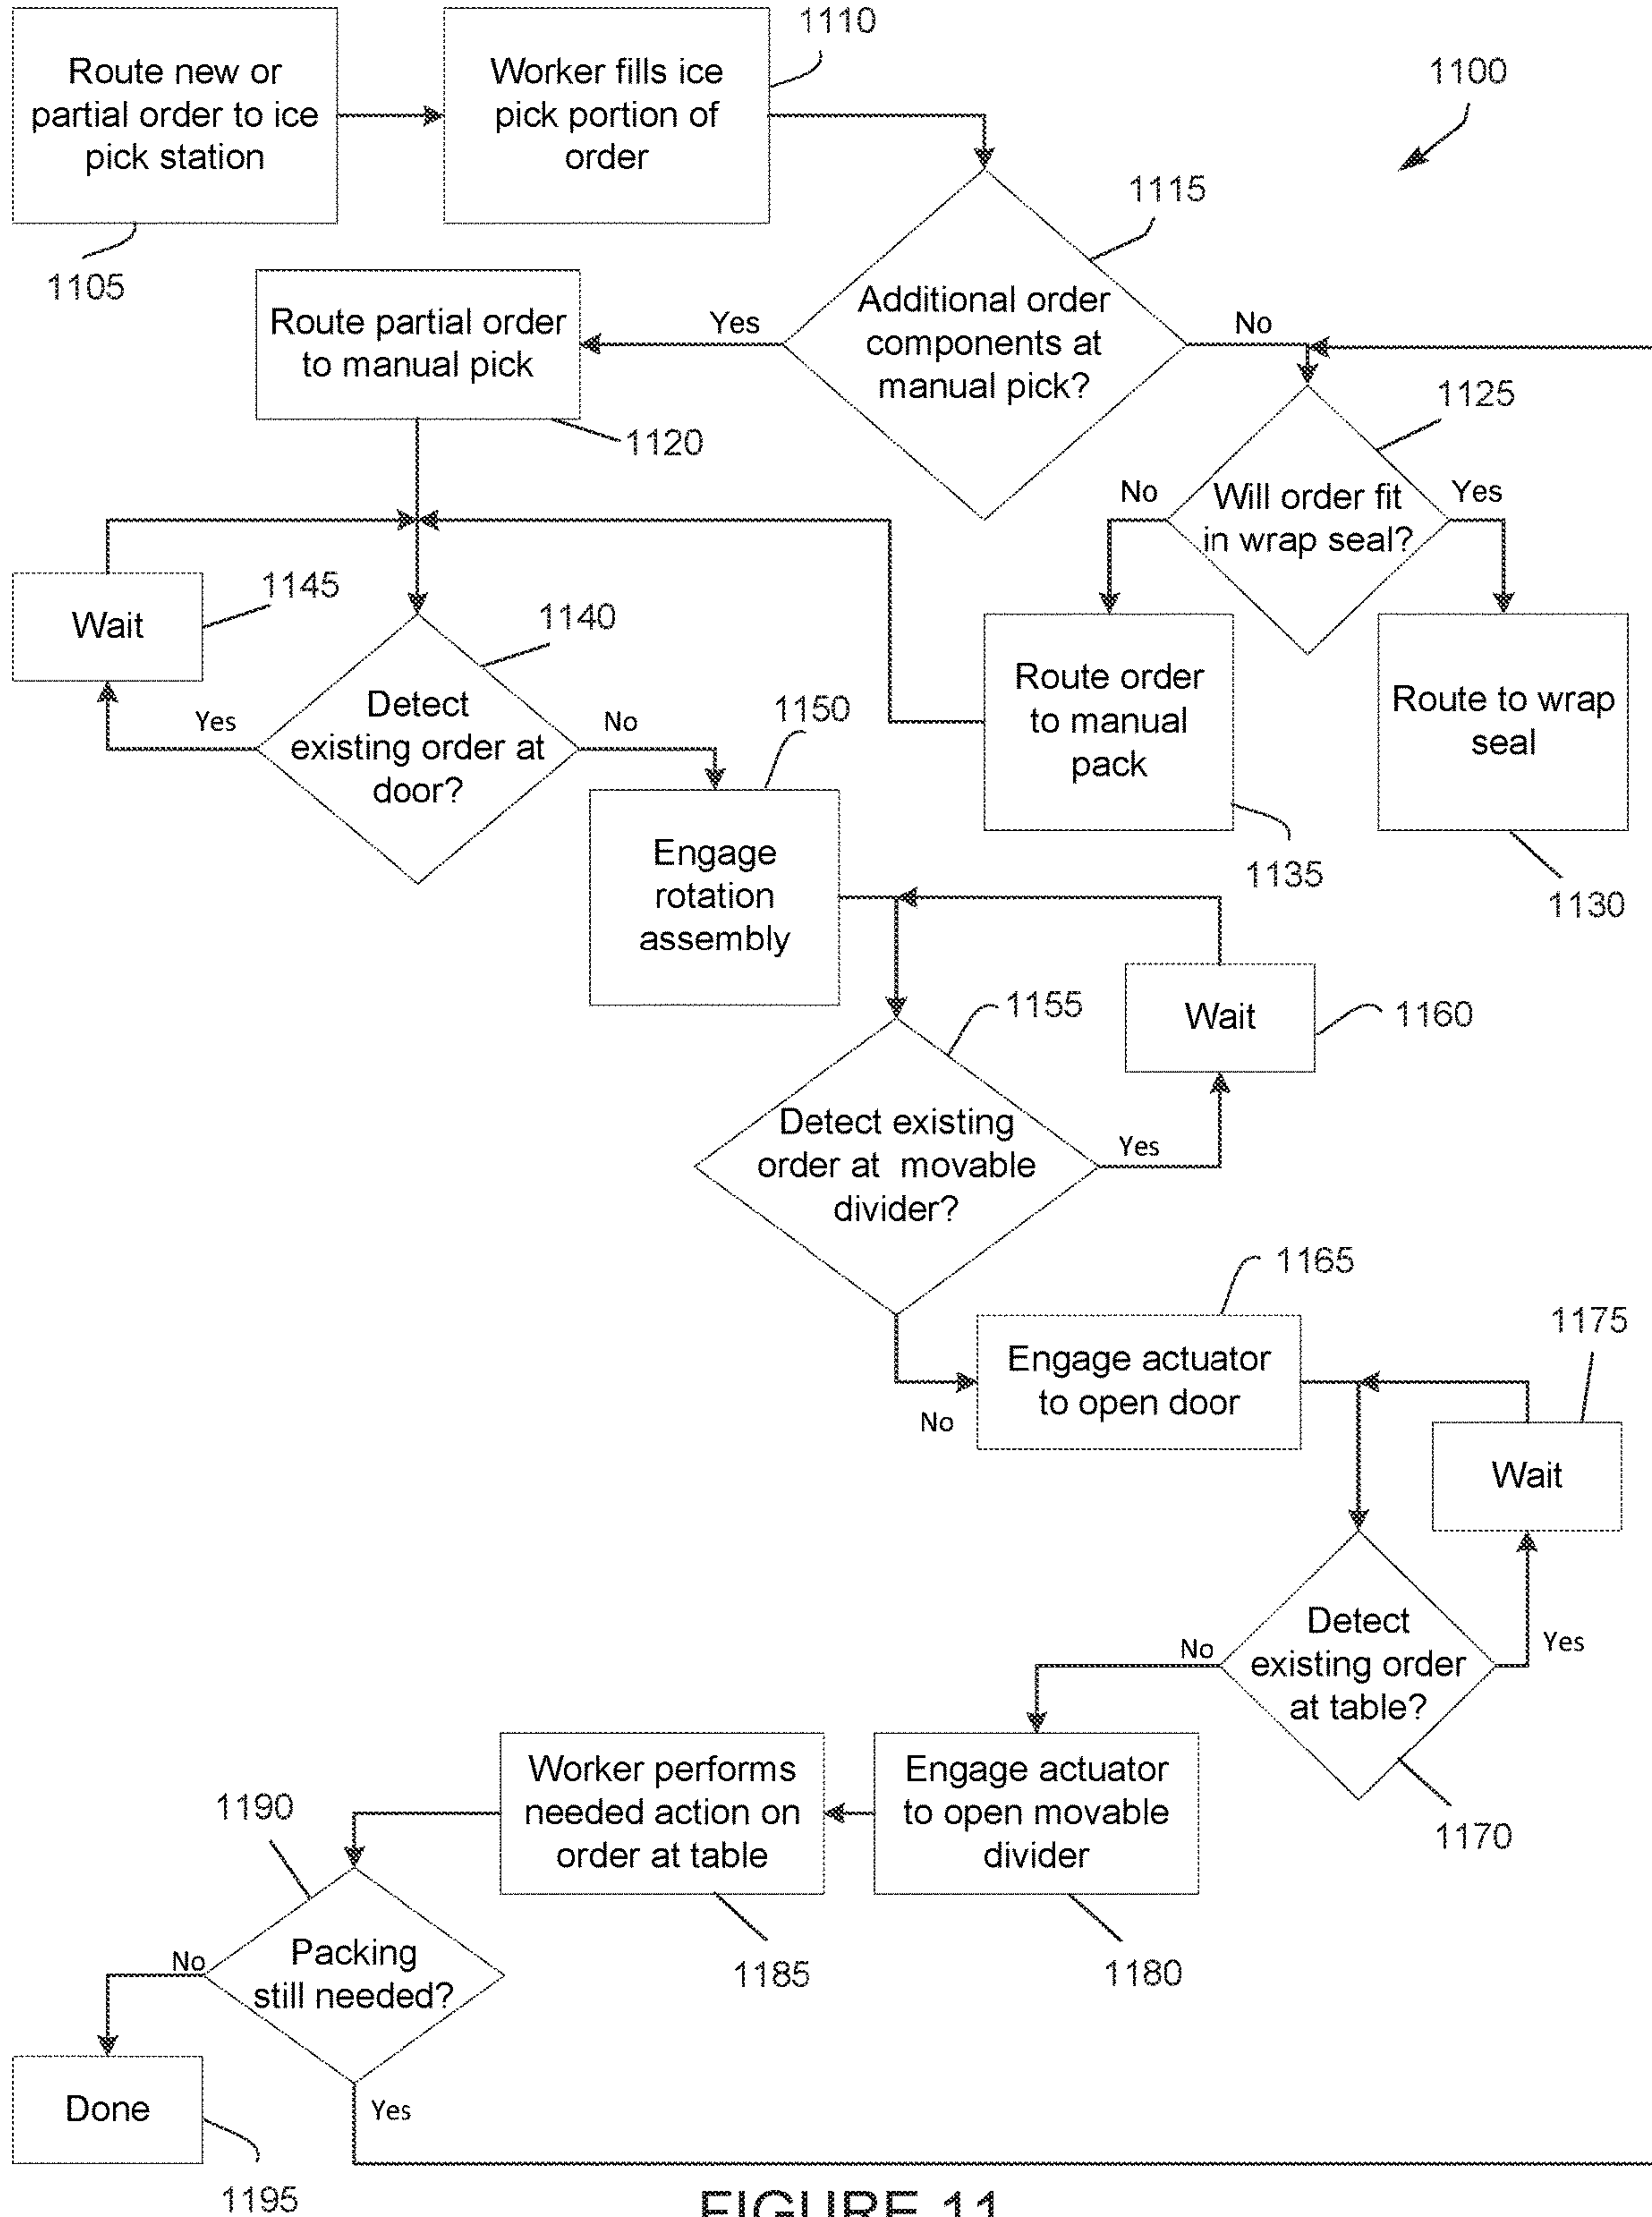 1110
Route new or
partial order to ice
pick station
Worker fills ice
pick portion of
order
1100
1105
1115
Route partial order
to manual pick
Yes
Additional order
components at
manual pick?
No
1120
1125
No
Will order fit
in wrap seal?
Yes
Wait
1145
1140
Detect
existing order at
door?
Yes
No
1150
Route order
to manual
pack
Route to wrap
seal
1135
1130
Engage
rotation
assembly
1155
Wait
1160
Detect existing
order at movable
divider?
Yes
1165
Engage actuator
to open door
No
1175
Wait
Detect
existing order
at table?
No
Yes
1170
Worker performs
needed action on
order at table
Engage actuator
to open movable
divider
1190
1185
1180
Packing
still needed?
No
Yes
Done
1195
FIGURE 11